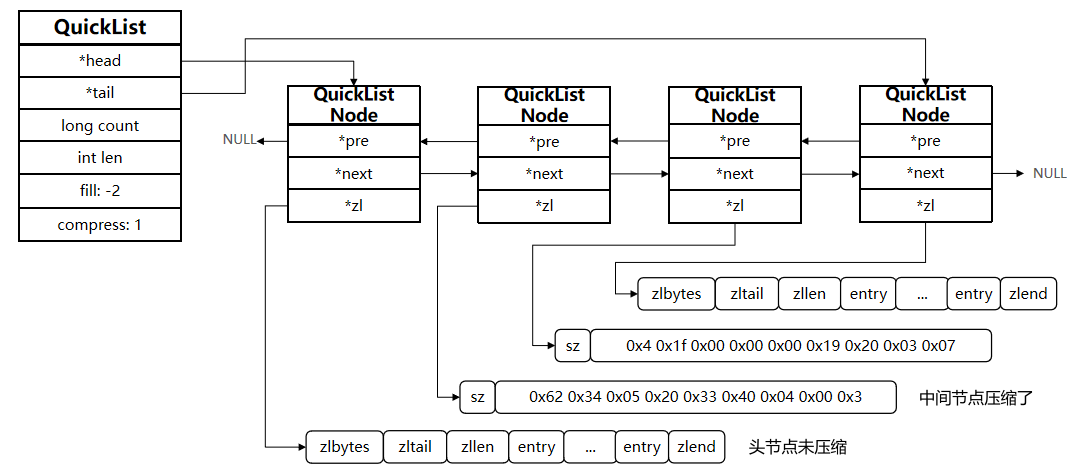 QuickList
*head
*tail
long count
int len
fill: -2
compress: 1
NULL
QuickList
Node
*pre
*next
*zl
QuickList
Node
*pre
*next
*zl
QuickList
Node
*pre
*next
*zl
QuickList
Node
*pre
*next
*zl
NULL
zlbytes zltail zllen entry ... entry zlend
sz 0x4 0x1f 0x00 0x00 0x00 0x19 0x20 0x03 0x07
sz 0x62 0x34 0x05 0x20 0x33 0x40 0x04 0x00 0x3 中间节点压缩了
zlbytes zltail zllen entry ... entry zlend 头节点未压缩